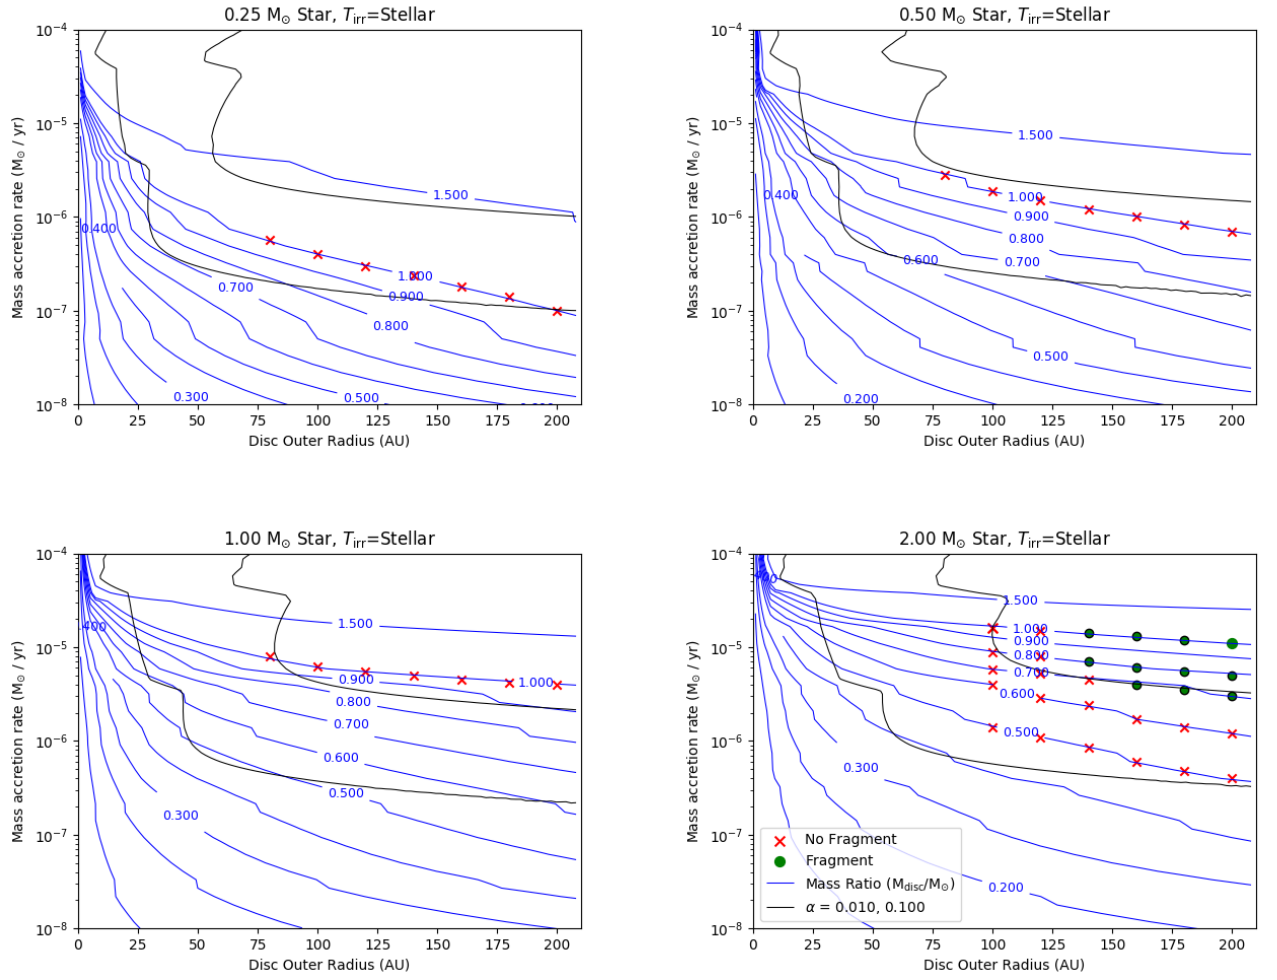 0.25 M⊙ Star, Tirr=Stellar
Mass accretion rate (M⊙ / yr)
10⁻⁴
10⁻⁵
10⁻⁶
10⁻⁷
10⁻⁸
1.500
0.400
1.000
0.900
0.700
0.800
0.300
0.500
0 25 50 75 100 125 150 175 200
Disc Outer Radius (AU)
0.50 M⊙ Star, Tirr=Stellar
Mass accretion rate (M⊙ / yr)
10⁻⁴
10⁻⁵
10⁻⁶
10⁻⁷
10⁻⁸
1.500
0.400
1.000
0.900
0.800
0.600
0.700
0.500
0.200
0 25 50 75 100 125 150 175 200
Disc Outer Radius (AU)
1.00 M⊙ Star, Tirr=Stellar
Mass accretion rate (M⊙ / yr)
10⁻⁴
10⁻⁵
10⁻⁶
10⁻⁷
10⁻⁸
1.500
400
0.900
1.000
0.800
0.700
0.600
0.500
0.300
0 25 50 75 100 125 150 175 200
Disc Outer Radius (AU)
2.00 M⊙ Star, Tirr=Stellar
Mass accretion rate (M⊙ / yr)
10⁻⁴
10⁻⁵
10⁻⁶
10⁻⁷
10⁻⁸
400
1.500
1.000
0.900
0.800
0.700
0.600
0.500
0.300
0.200
No Fragment
Fragment
Mass Ratio (Mdisc/M⊙)
α = 0.010, 0.100
0 25 50 75 100 125 150 175 200
Disc Outer Radius (AU)